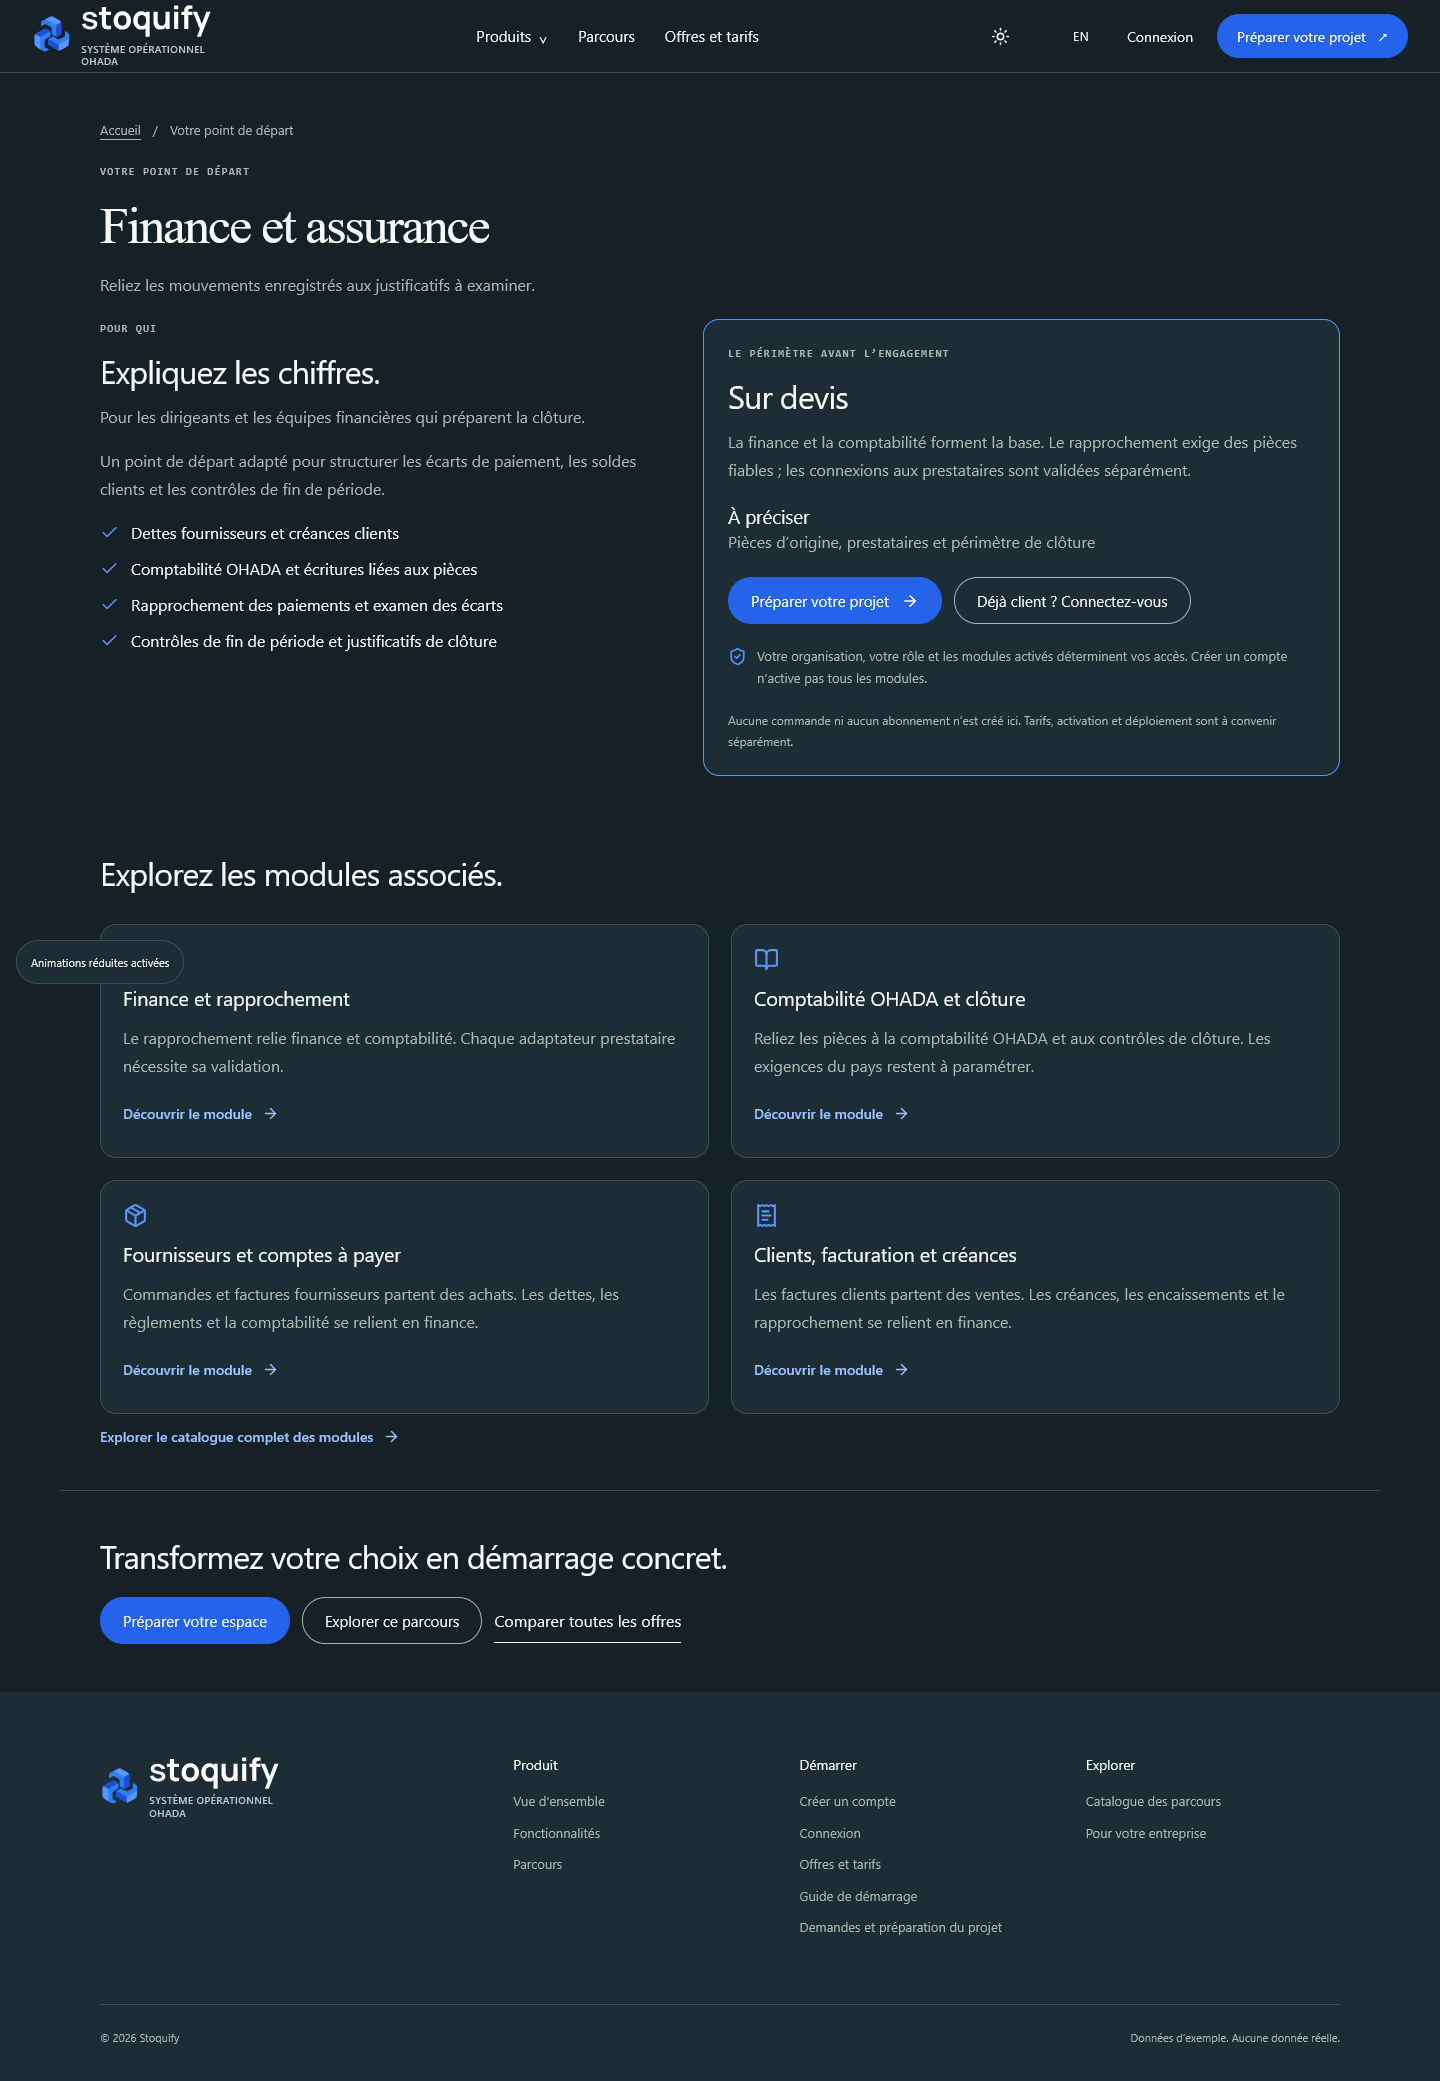 stoquify
SYSTÈME OPÉRATIONNEL
OHADA
Produits
Parcours
Offres et tarifs
EN
Connexion
Préparer votre projet ↗
Accueil / Votre point de départ
VOTRE POINT DE DÉPART
Finance et assurance
Reliez les mouvements enregistrés aux justificatifs à examiner.
POUR QUI
Expliquez les chiffres.
Pour les dirigeants et les équipes financières qui préparent la clôture.
Un point de départ adapté pour structurer les écarts de paiement, les soldes
clients et les contrôles de fin de période.
Dettes fournisseurs et créances clients
Comptabilité OHADA et écritures liées aux pièces
Rapprochement des paiements et examen des écarts
Contrôles de fin de période et justificatifs de clôture
LE PÉRIMÈTRE AVANT L’ENGAGEMENT
Sur devis
La finance et la comptabilité forment la base. Le rapprochement exige des pièces
fiables ; les connexions aux prestataires sont validées séparément.
À préciser
Pièces d’origine, prestataires et périmètre de clôture
Préparer votre projet →
Déjà client ? Connectez-vous
Votre organisation, votre rôle et les modules activés déterminent vos accès. Créer un compte
n’active pas tous les modules.
Aucune commande ni aucun abonnement n’est créé ici. Tarifs, activation et déploiement sont à convenir
séparément.
Explorez les modules associés.
Animations réduites activées
Finance et rapprochement
Le rapprochement relie finance et comptabilité. Chaque adaptateur prestataire
nécessite sa validation.
Découvrir le module →
Comptabilité OHADA et clôture
Reliez les pièces à la comptabilité OHADA et aux contrôles de clôture. Les
exigences du pays restent à paramétrer.
Découvrir le module →
Fournisseurs et comptes à payer
Commandes et factures fournisseurs partent des achats. Les dettes, les
règlements et la comptabilité se relient en finance.
Découvrir le module →
Clients, facturation et créances
Les factures clients partent des ventes. Les créances, les encaissements et le
rapprochement se relient en finance.
Découvrir le module →
Explorer le catalogue complet des modules →
Transformez votre choix en démarrage concret.
Préparer votre espace
Explorer ce parcours
Comparer toutes les offres
stoquify
SYSTÈME OPÉRATIONNEL
OHADA
Produit
Vue d’ensemble
Fonctionnalités
Parcours
Démarrer
Créer un compte
Connexion
Offres et tarifs
Guide de démarrage
Demandes et préparation du projet
Explorer
Catalogue des parcours
Pour votre entreprise
© 2026 Stoquify
Données d’exemple. Aucune donnée réelle.